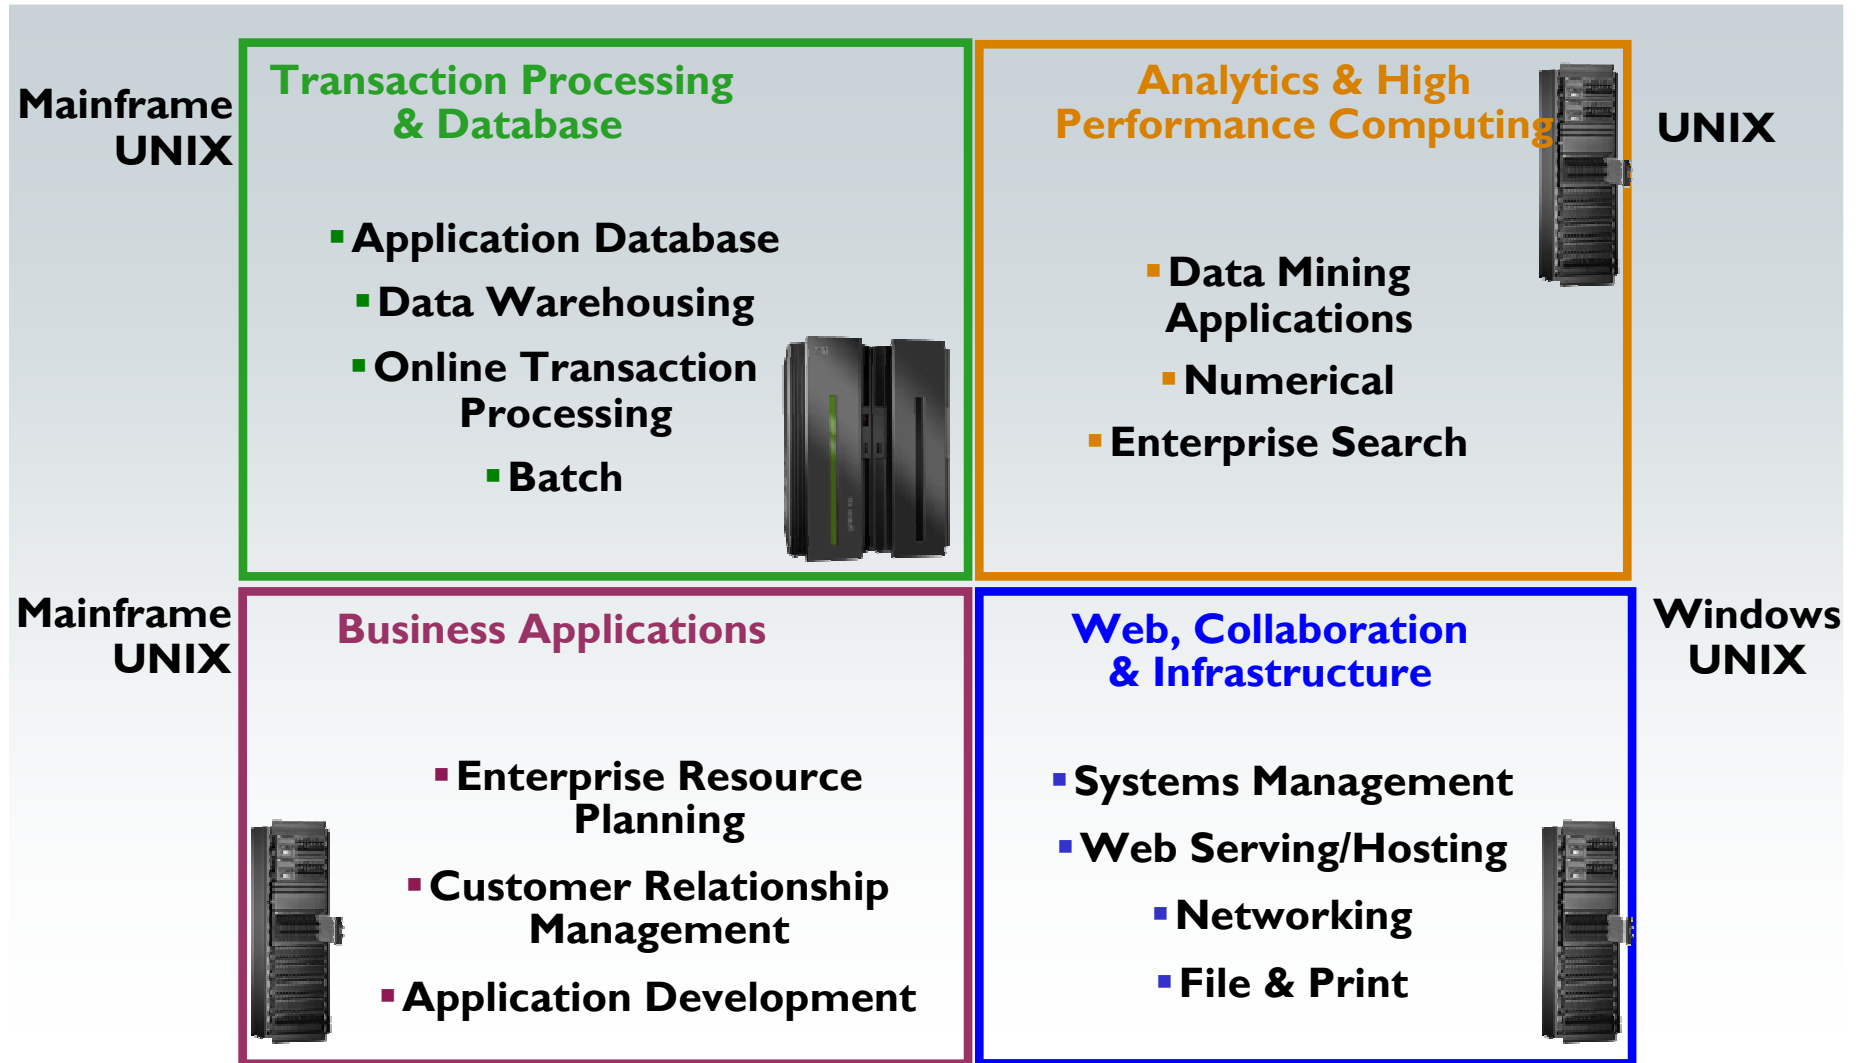 Mainframe
UNIX
Transaction Processing
& Database
▪Application Database
▪Data Warehousing
▪Online Transaction
Processing
▪Batch
Analytics & High
Performance Computing
▪Data Mining
Applications
▪Numerical
▪Enterprise Search
UNIX
Mainframe
UNIX
Business Applications
▪Enterprise Resource
Planning
▪Customer Relationship
Management
▪Application Development
Web, Collaboration
& Infrastructure
▪Systems Management
▪Web Serving/Hosting
▪Networking
▪File & Print
Windows
UNIX